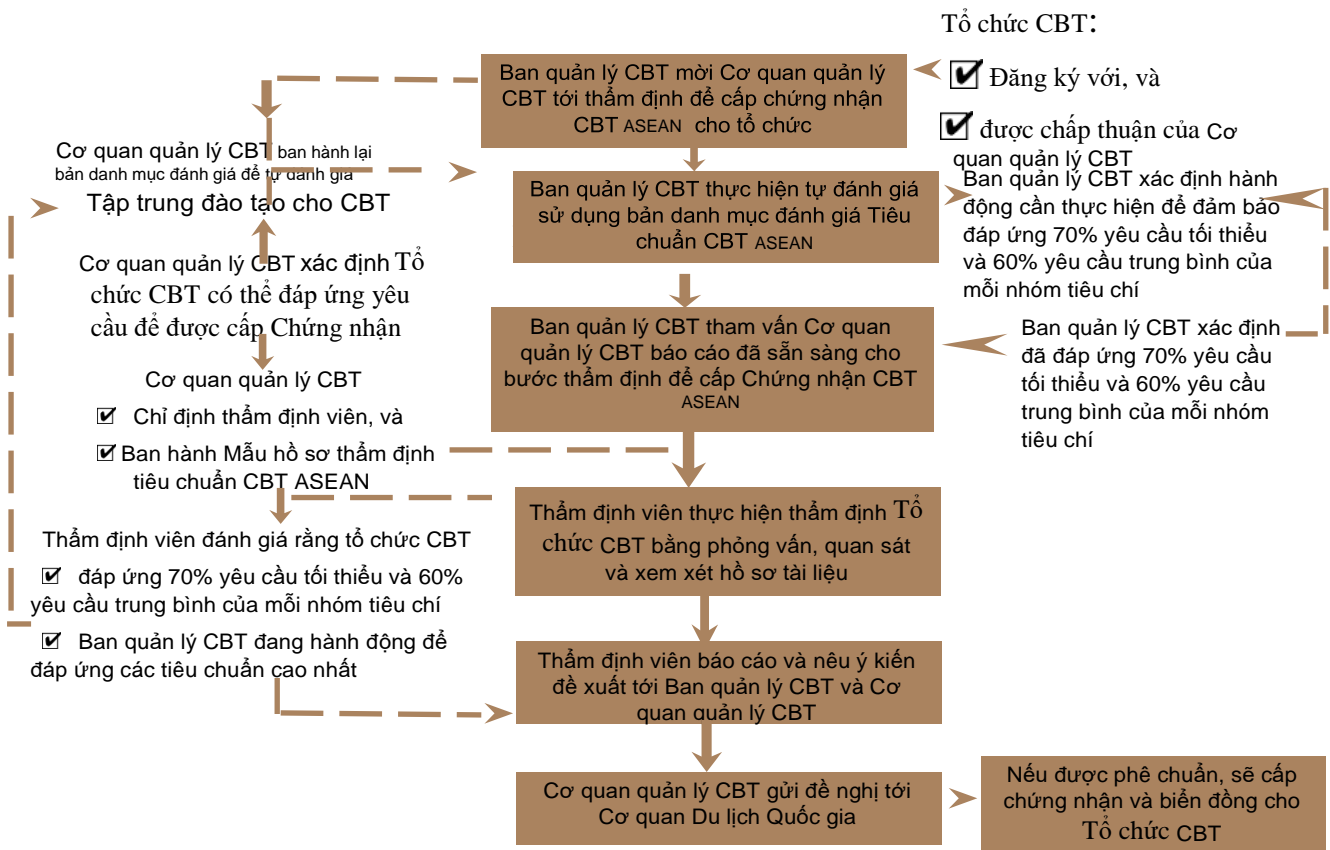 Tổ chức CBT:
Đăng ký với, và
được chấp thuận của Cơ
quan quản lý CBT
Ban quản lý CBT mời Cơ quan quản lý
CBT tới thẩm định để cấp chứng nhận
CBT ASEAN cho tổ chức
Cơ quan quản lý CBT ban hành lại
bản danh mục đánh giá để tự đánh giá
Tập trung đào tạo cho CBT
Ban quản lý CBT thực hiện tự đánh giá
sử dụng bản danh mục đánh giá Tiêu
chuẩn CBT ASEAN
Ban quản lý CBT xác định hành
động cần thực hiện để đảm bảo
đáp ứng 70% yêu cầu tối thiểu
và 60% yêu cầu trung bình của
mỗi nhóm tiêu chí
Cơ quan quản lý CBT xác định Tổ
chức CBT có thể đáp ứng yêu
cầu để được cấp Chứng nhận
Ban quản lý CBT tham vấn Cơ quan
quản lý CBT báo cáo đã sẵn sàng cho
bước thẩm định để cấp Chứng nhận CBT
ASEAN
Ban quản lý CBT xác định
đã đáp ứng 70% yêu cầu
tối thiểu và 60% yêu cầu
trung bình của mỗi nhóm
tiêu chí
Cơ quan quản lý CBT
Chỉ định thẩm định viên, và
Ban hành Mẫu hồ sơ thẩm định
tiêu chuẩn CBT ASEAN
Thẩm định viên thực hiện thẩm định Tổ
chức CBT bằng phỏng vấn, quan sát
và xem xét hồ sơ tài liệu
Thẩm định viên đánh giá rằng tổ chức CBT
đáp ứng 70% yêu cầu tối thiểu và 60%
yêu cầu trung bình của mỗi nhóm tiêu chí
Ban quản lý CBT đang hành động để
đáp ứng các tiêu chuẩn cao nhất
Thẩm định viên báo cáo và nêu ý kiến
đề xuất tới Ban quản lý CBT và Cơ
quan quản lý CBT
Cơ quan quản lý CBT gửi đề nghị tới
Cơ quan Du lịch Quốc gia
Nếu được phê chuẩn, sẽ cấp
chứng nhận và biển đồng cho
Tổ chức CBT